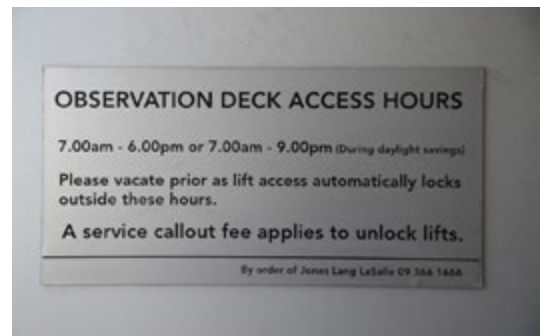 OBSERVATION DECK ACCESS HOURS
7.00am - 6.00pm or 7.00am - 9.00pm (During daylight savings)
Please vacate prior as lift access automatically locks
outside these hours.
A service callout fee applies to unlock lifts.
By order of Jones Lang LaSalle 09 366 1666